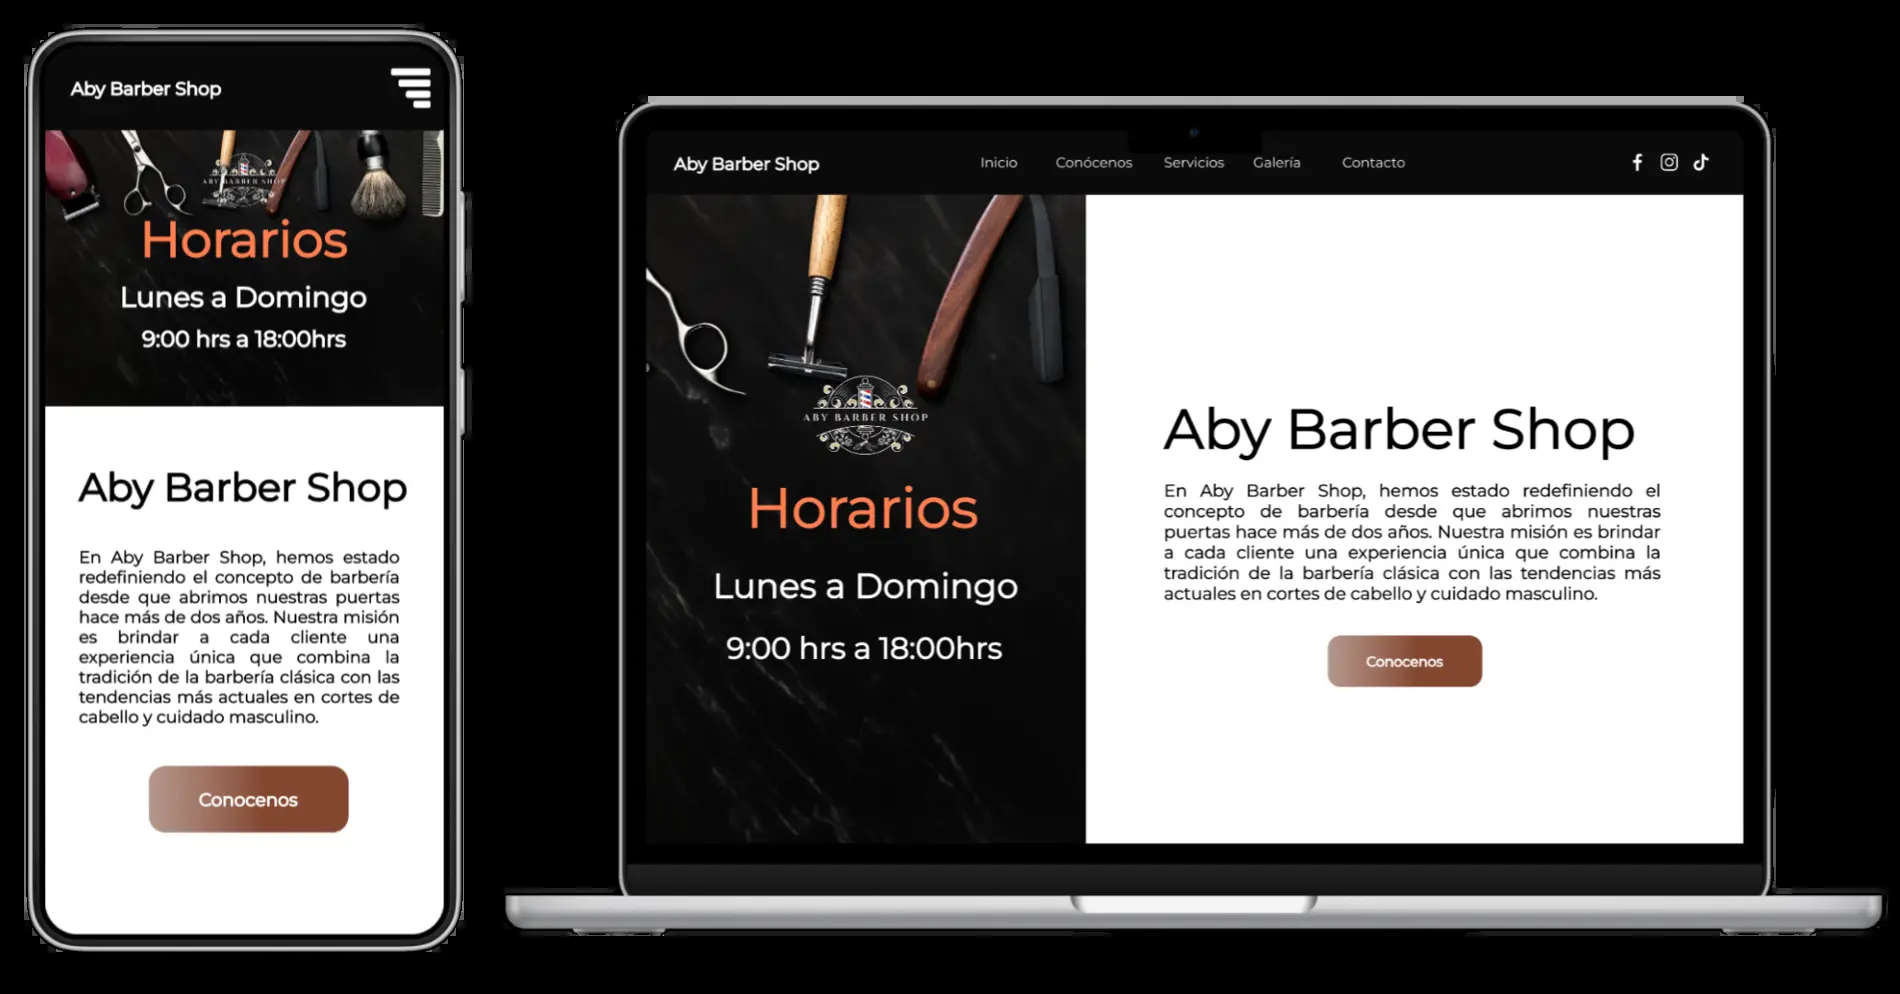 Aby Barber Shop
ABY BARBER SHOP
Horarios
Lunes a Domingo
9:00 hrs a 18:00hrs
Aby Barber Shop
En Aby Barber Shop, hemos estado
redefiniendo el concepto de barbería
desde que abrimos nuestras puertas
hace más de dos años. Nuestra misión
es brindar a cada cliente una
experiencia única que combina la
tradición de la barbería clásica con las
tendencias más actuales en cortes de
cabello y cuidado masculino.
Conocenos
Aby Barber Shop
Inicio Conócenos Servicios Galería Contacto
ABY BARBER SHOP
Horarios
Lunes a Domingo
9:00 hrs a 18:00hrs
Aby Barber Shop
En Aby Barber Shop, hemos estado redefiniendo el
concepto de barbería desde que abrimos nuestras
puertas hace más de dos años. Nuestra misión es brindar
a cada cliente una experiencia única que combina la
tradición de la barbería clásica con las tendencias más
actuales en cortes de cabello y cuidado masculino.
Conocenos